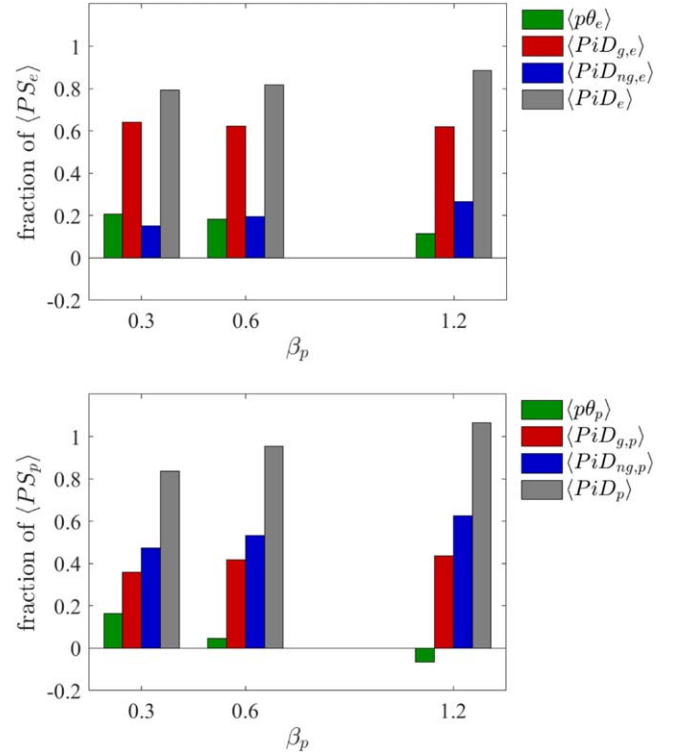 ⟨pθ_e⟩
⟨PiD_{g,e}⟩
⟨PiD_{ng,e}⟩
⟨PiD_e⟩
fraction of ⟨PS_e⟩
1
0.8
0.6
0.4
0.2
0
-0.2
0.3 0.6 1.2
β_p
⟨pθ_p⟩
⟨PiD_{g,p}⟩
⟨PiD_{ng,p}⟩
⟨PiD_p⟩
fraction of ⟨PS_p⟩
1
0.8
0.6
0.4
0.2
0
-0.2
0.3 0.6 1.2
β_p